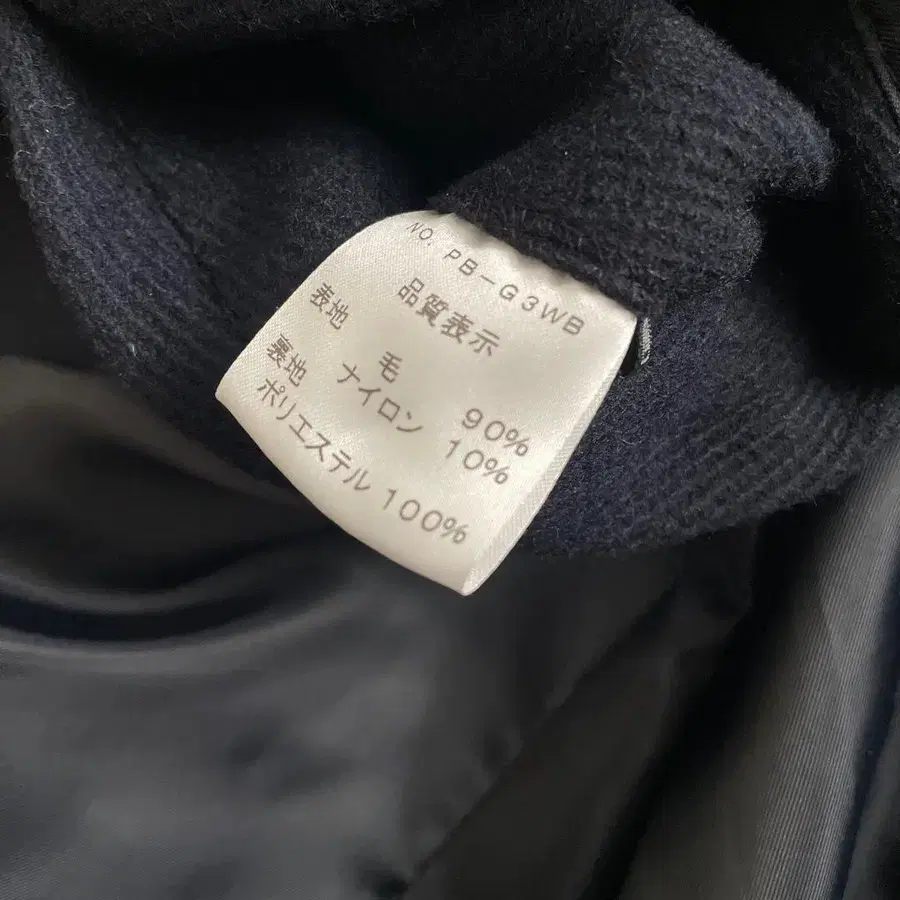 NO. PB-G3WB
品質表示
表地
毛 90%
ナイロン 10%
裏地
ポリエステル 100%